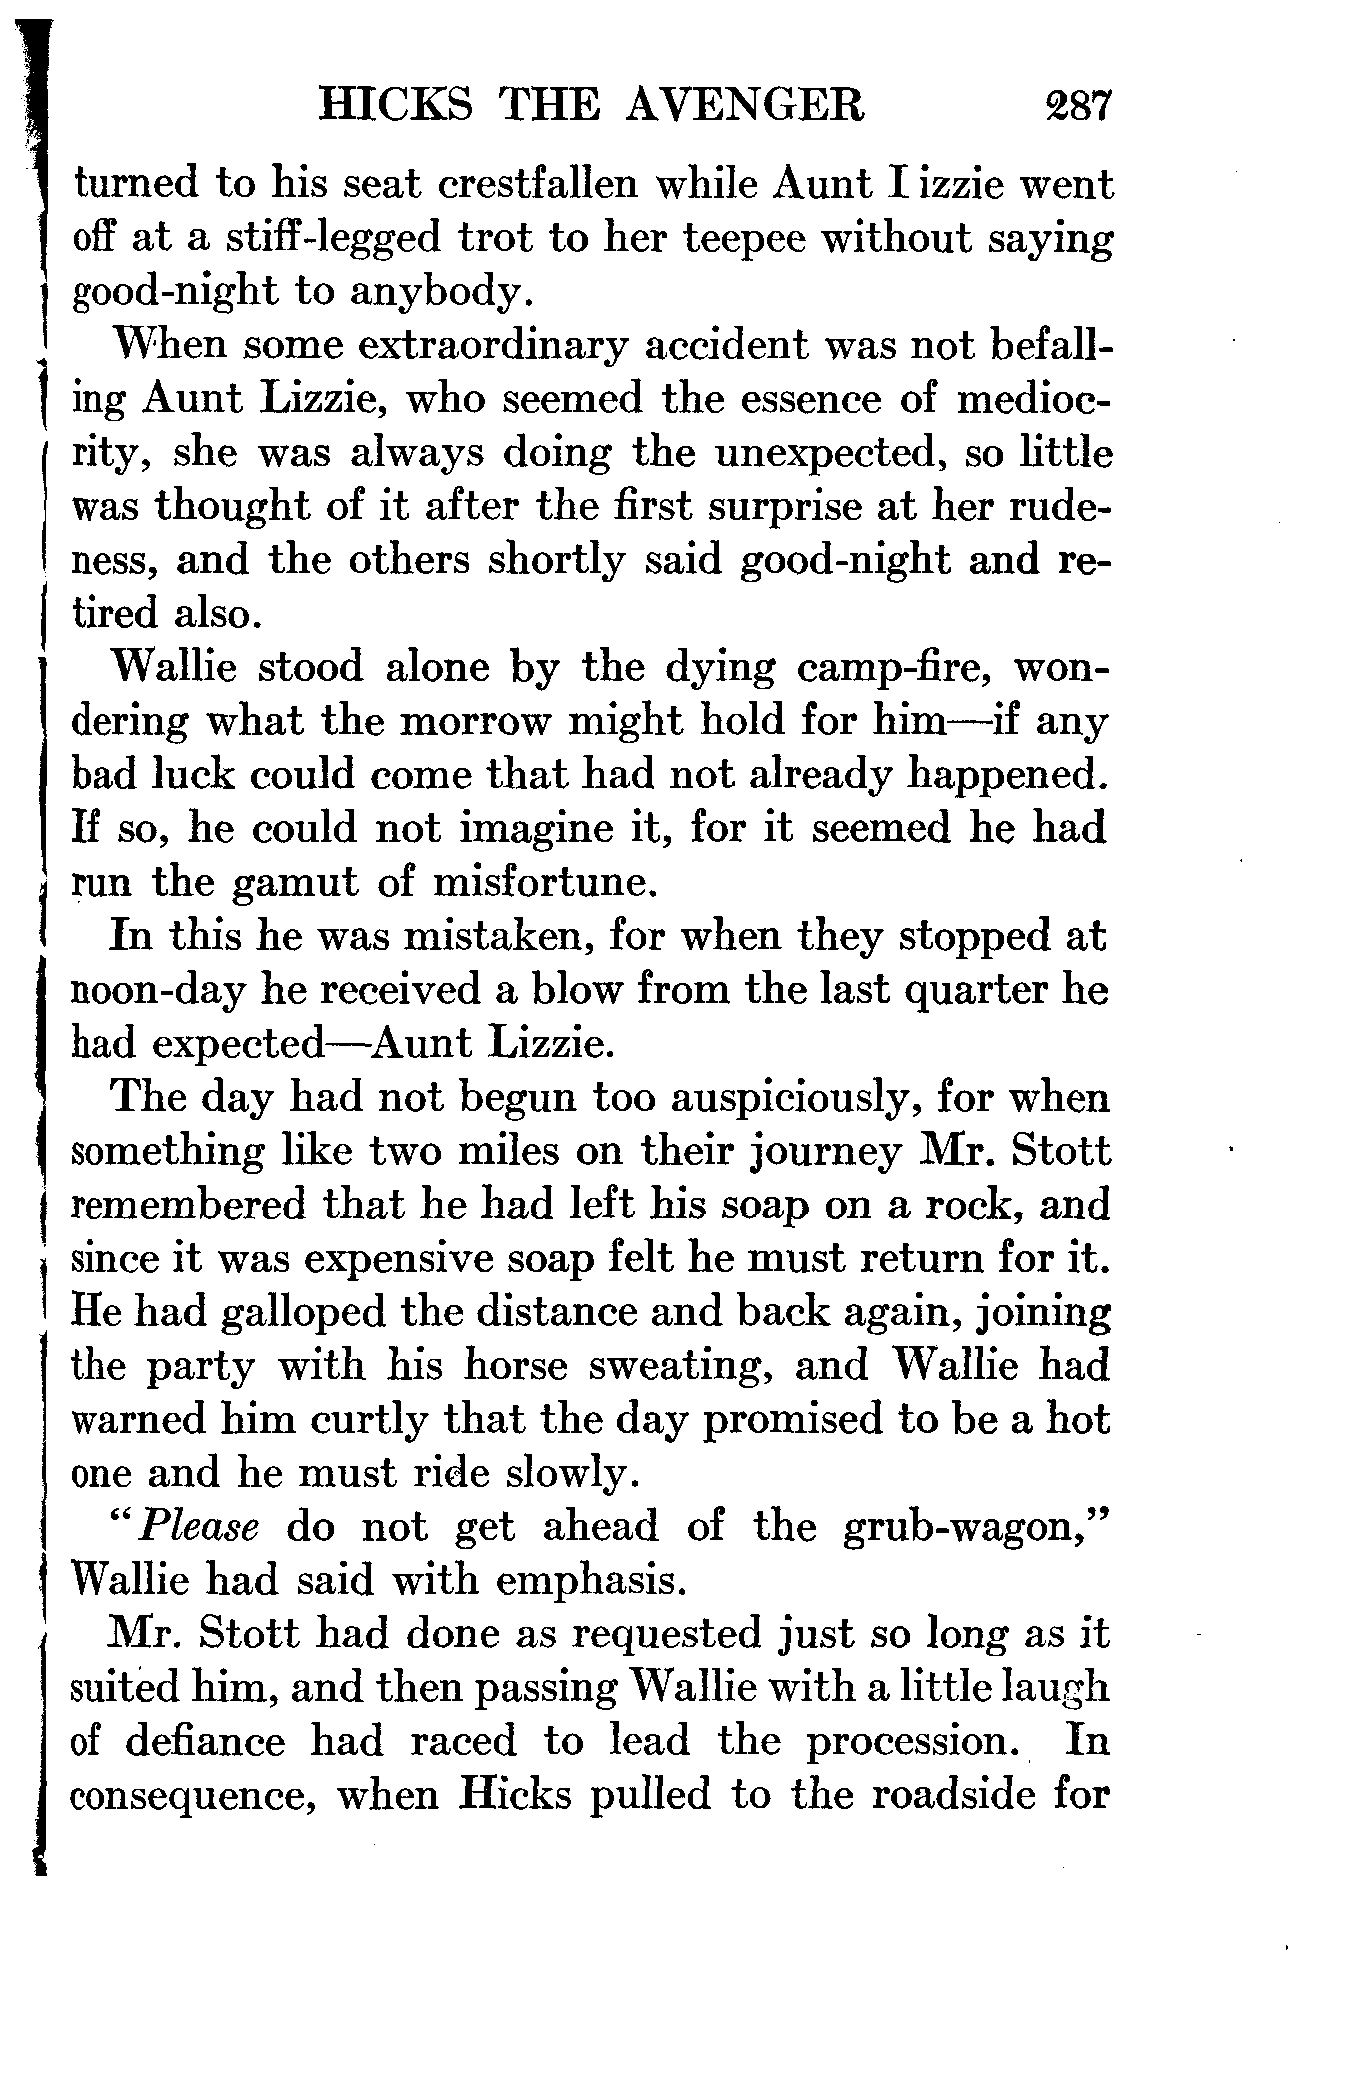 HICKS THE AVENGER 287
turned to his seat crestfallen while Aunt Lizzie went
off at a stiff-legged trot to her teepee without saying
good-night to anybody.
When some extraordinary accident was not befall-
ing Aunt Lizzie, who seemed the essence of medioc-
rity, she was always doing the unexpected, so little
was thought of it after the first surprise at her rude-
ness, and the others shortly said good-night and re-
tired also.
Wallie stood alone by the dying camp-fire, won-
dering what the morrow might hold for him—if any
bad luck could come that had not already happened.
If so, he could not imagine it, for it seemed he had
run the gamut of misfortune.
In this he was mistaken, for when they stopped at
noon-day he received a blow from the last quarter he
had expected—Aunt Lizzie.
The day had not begun too auspiciously, for when
something like two miles on their journey Mr. Stott
remembered that he had left his soap on a rock, and
since it was expensive soap felt he must return for it.
He had galloped the distance and back again, joining
the party with his horse sweating, and Wallie had
warned him curtly that the day promised to be a hot
one and he must ride slowly.
"Please do not get ahead of the grub-wagon,"
Wallie had said with emphasis.
Mr. Stott had done as requested just so long as it
suited him, and then passing Wallie with a little laugh
of defiance had raced to lead the procession. In
consequence, when Hicks pulled to the roadside for